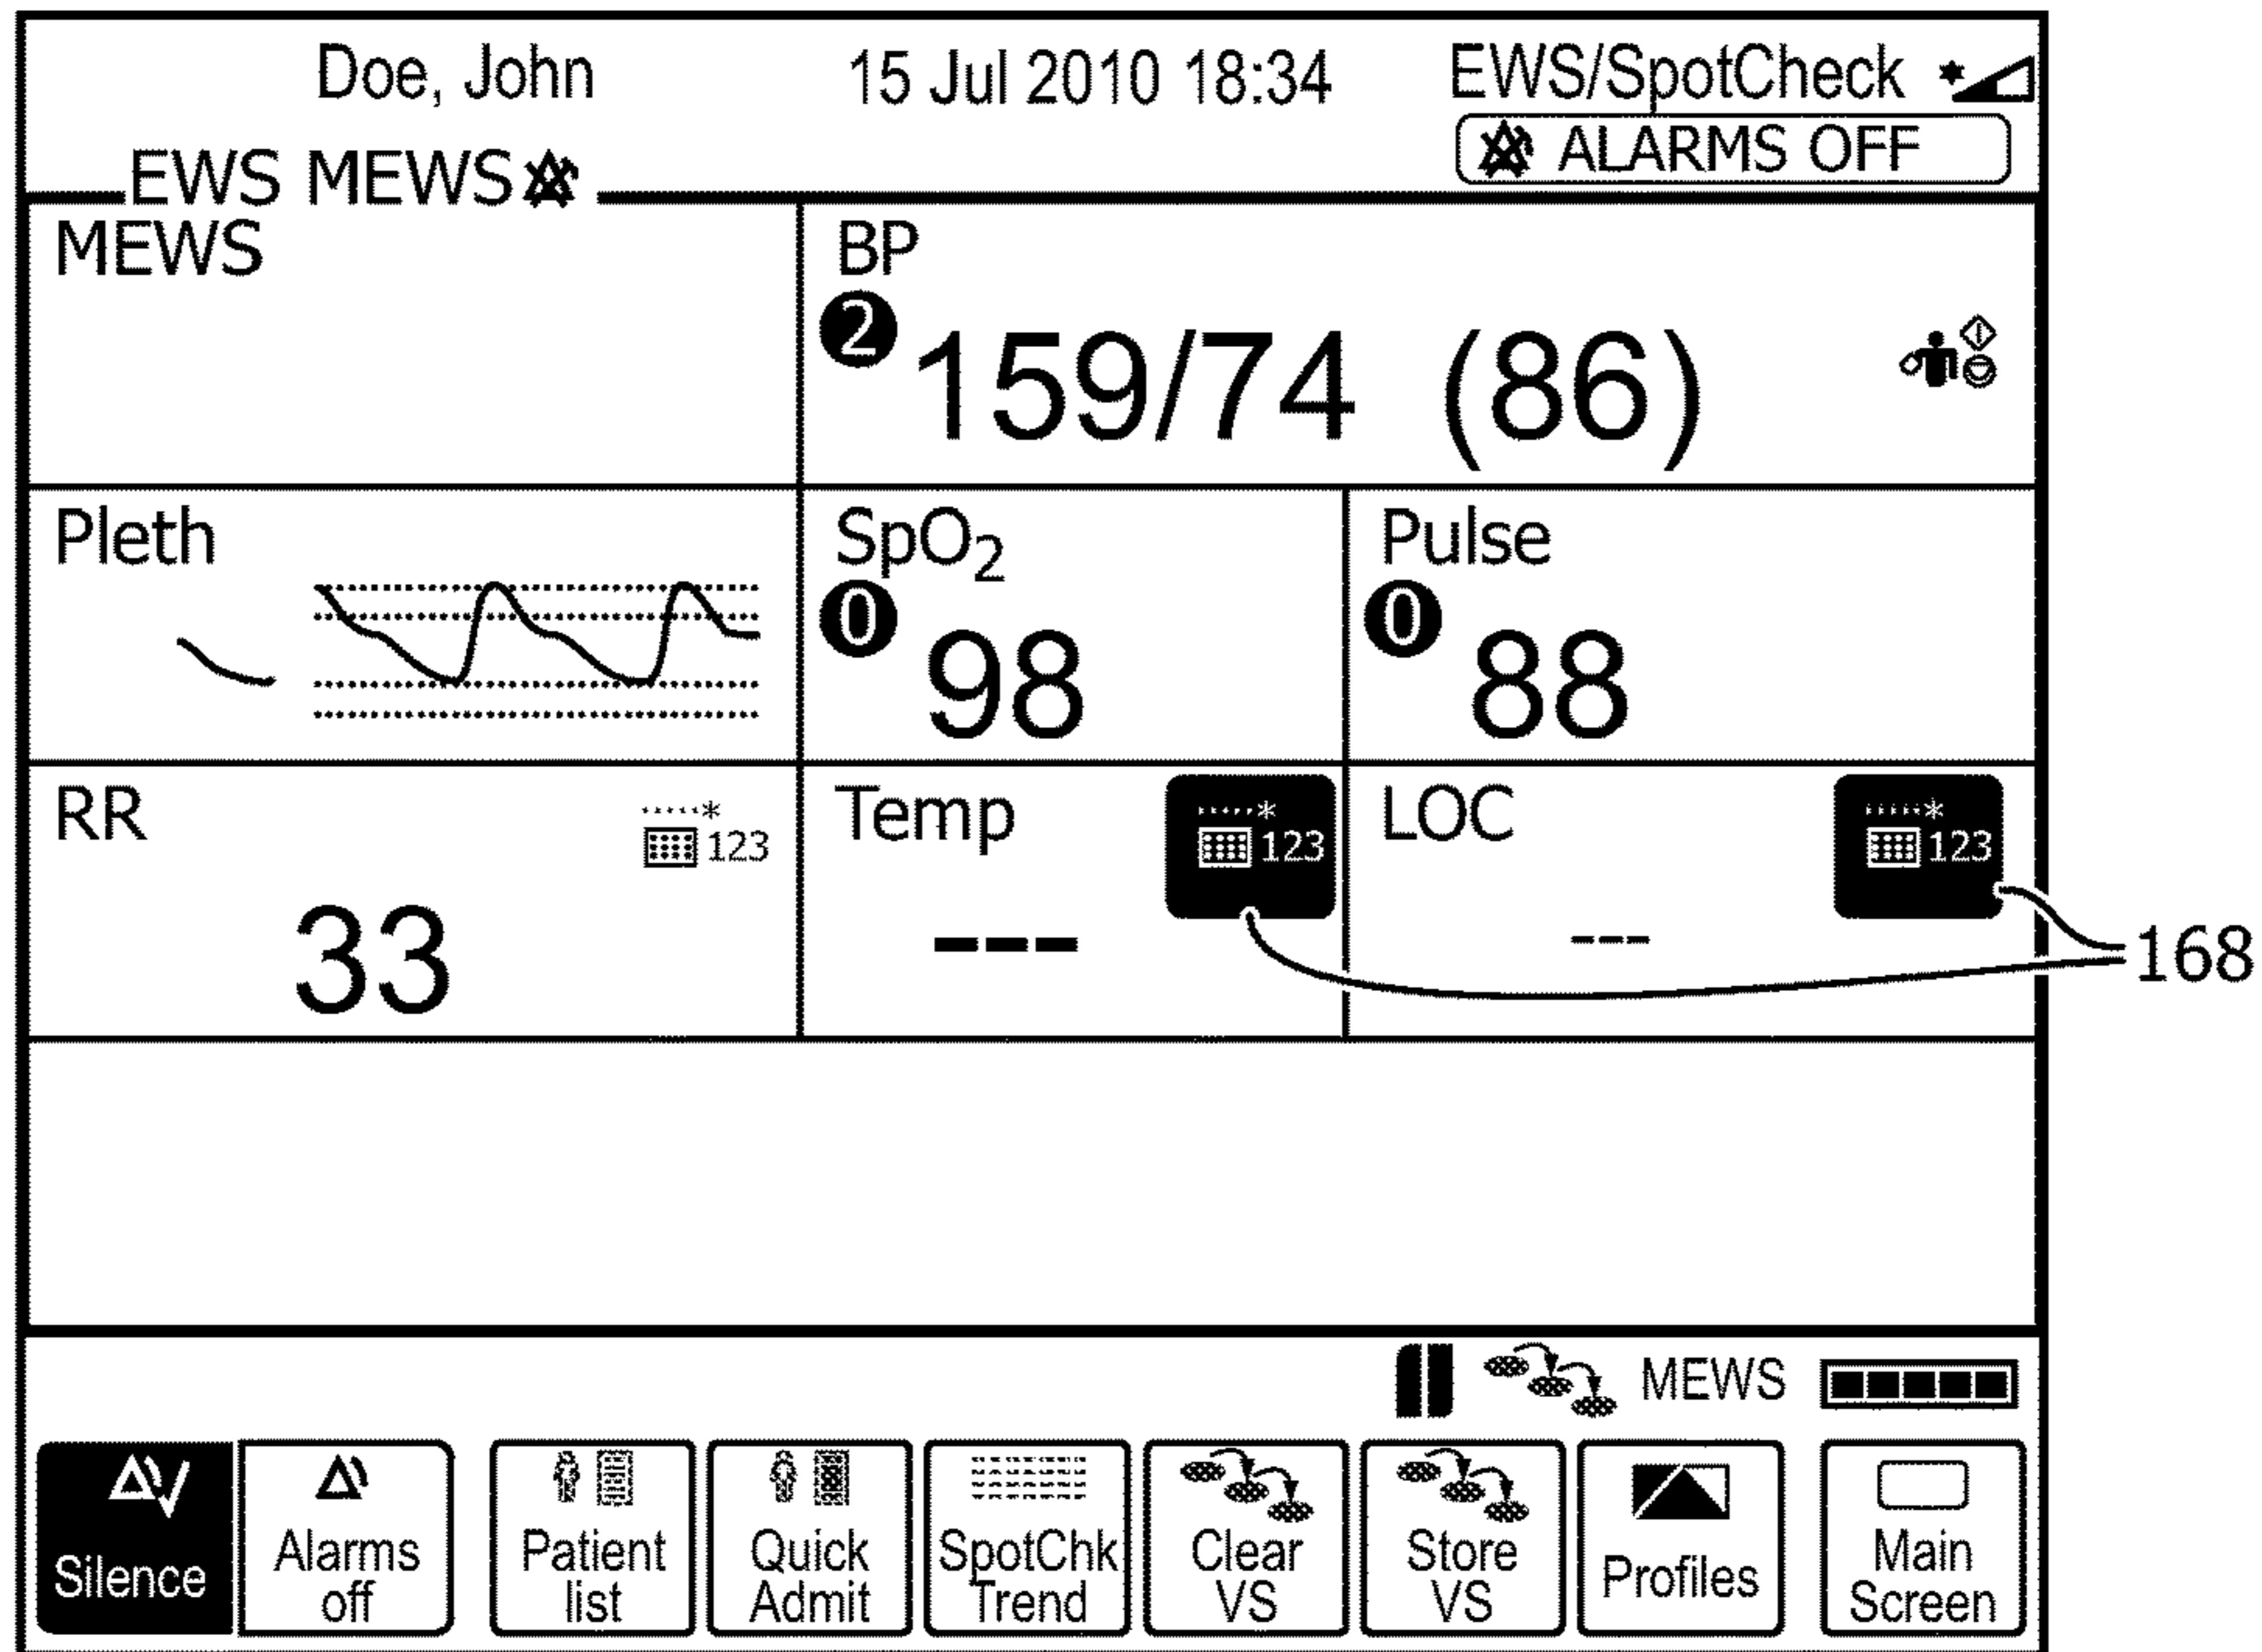 Doe, John 15 Jul 2010 18:34 EWS/SpotCheck
ALARMS OFF
EWS MEWS
MEWS
BP
2
159/74 (86)
Pleth
SpO₂
0
98
Pulse
0
88
RR
*
123
33
Temp
*
123
---
LOC
*
123
---
168
MEWS
Silence
Alarms
off
Patient
list
Quick
Admit
SpotChk
Trend
Clear
VS
Store
VS
Profiles
Main
Screen